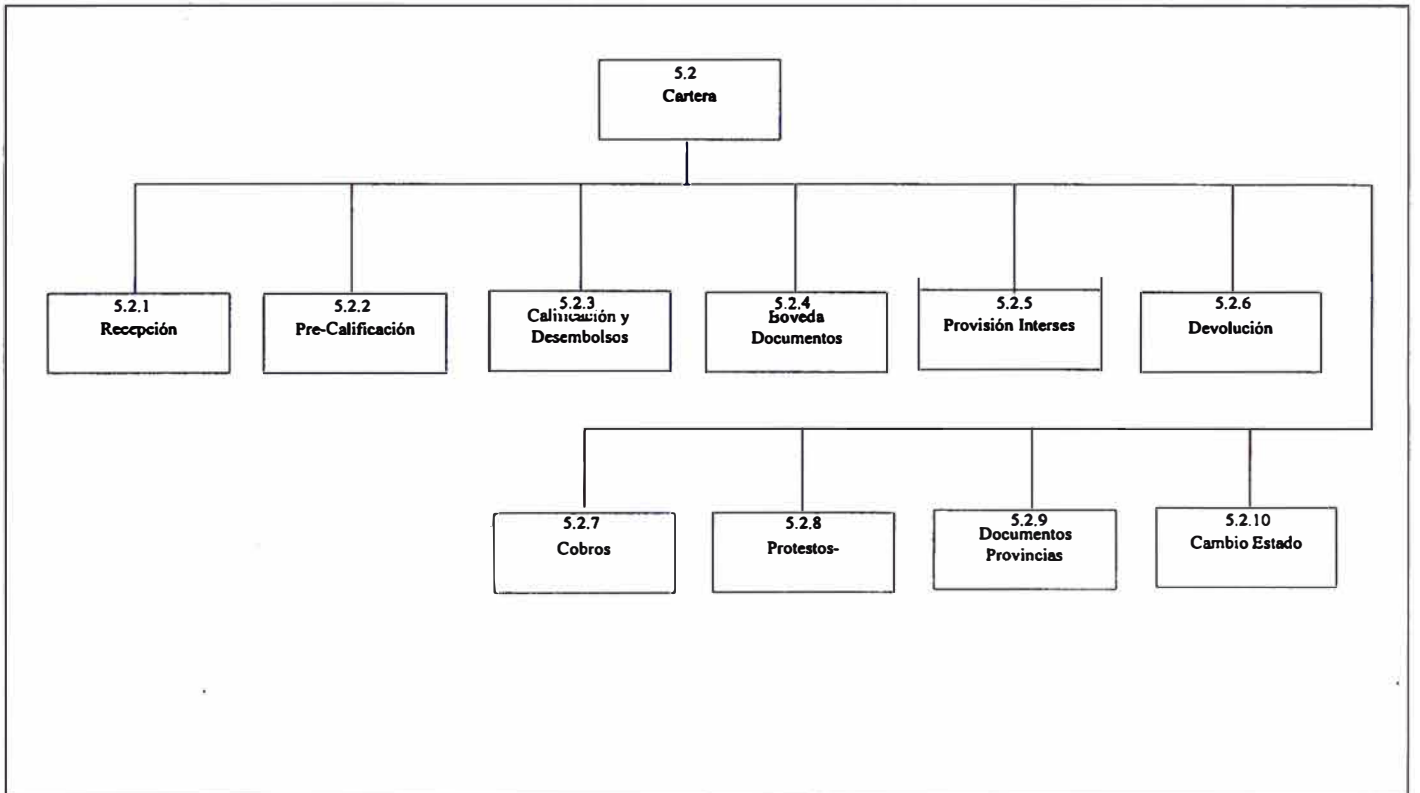 5.2
Cartera
5.2.1
Recepción
5.2.2
Pre-Calificación
5.2.3
Calificación y
Desembolsos
5.2.4
Boveda
Documentos
5.2.5
Provisión Interses
5.2.6
Devolución
5.2.7
Cobros
5.2.8
Protestos-
5.2.9
Documentos
Provincias
5.2.10
Cambio Estado